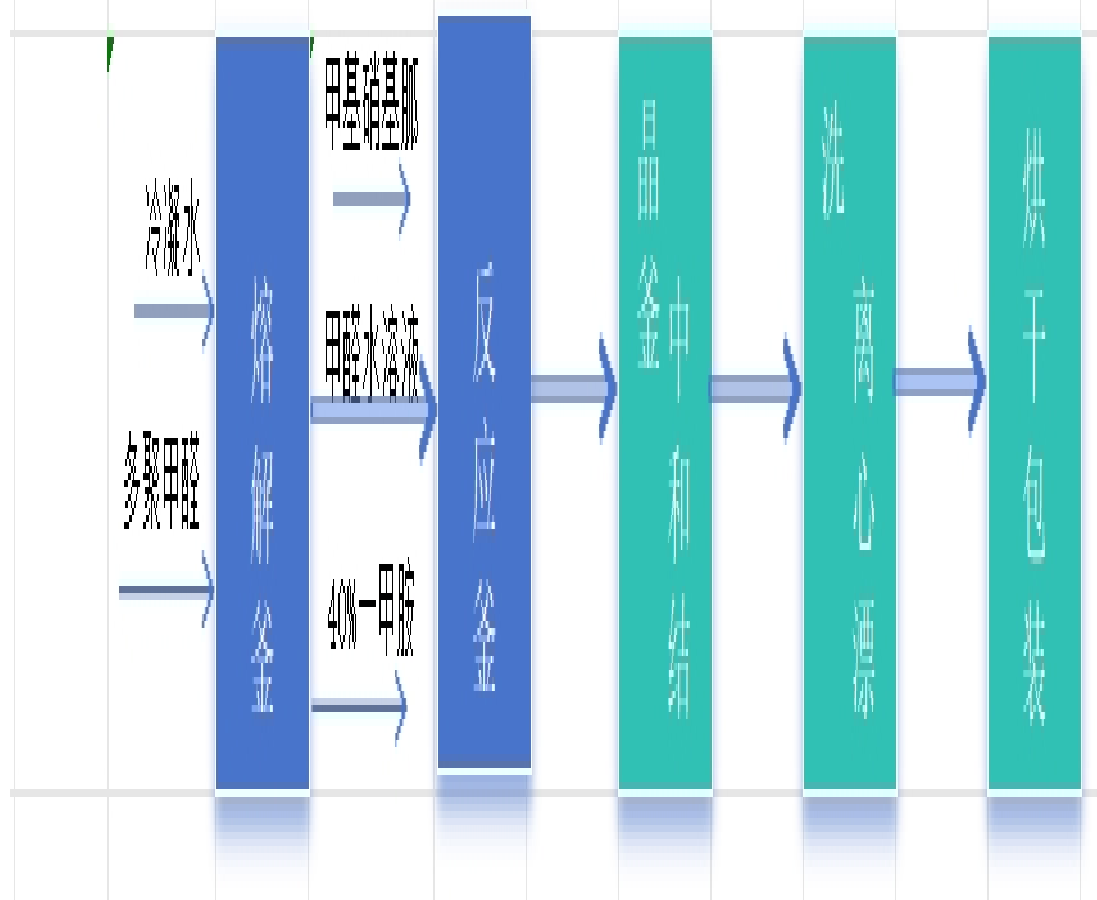 冷凝水
多聚甲醛
熔解釜
甲基硝基胍
甲醛水溶液
40%一甲胺
反应釜
中和结
晶釜
离心漂
洗
烘干包装